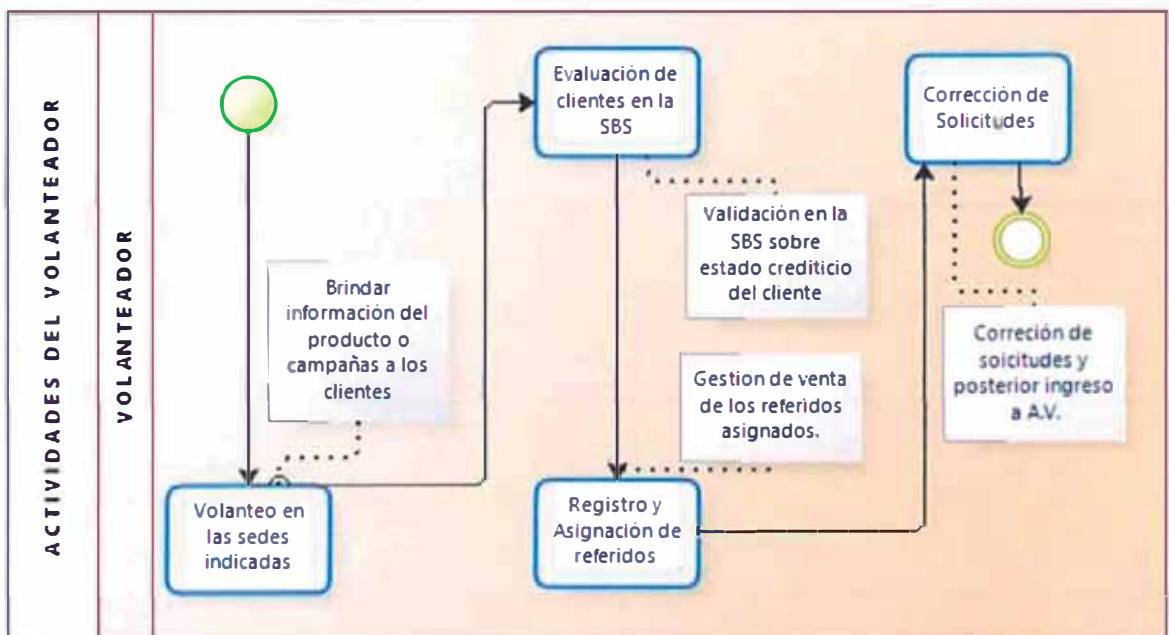 ACTIVIDADES DEL VOLANTEADOR
VOLANTEADOR
Brindar
información del
producto o
campañas a los
clientes
Volanteo en
las sedes
indicadas
Evaluación de
clientes en la
SBS
Validación en la
SBS sobre
estado crediticio
del cliente
Gestion de venta
de los referidos
asignados.
Registro y
Asignación de
referidos
Corrección de
Solicitudes
Correción de
soicitudes y
posterior ingreso
a A.V.